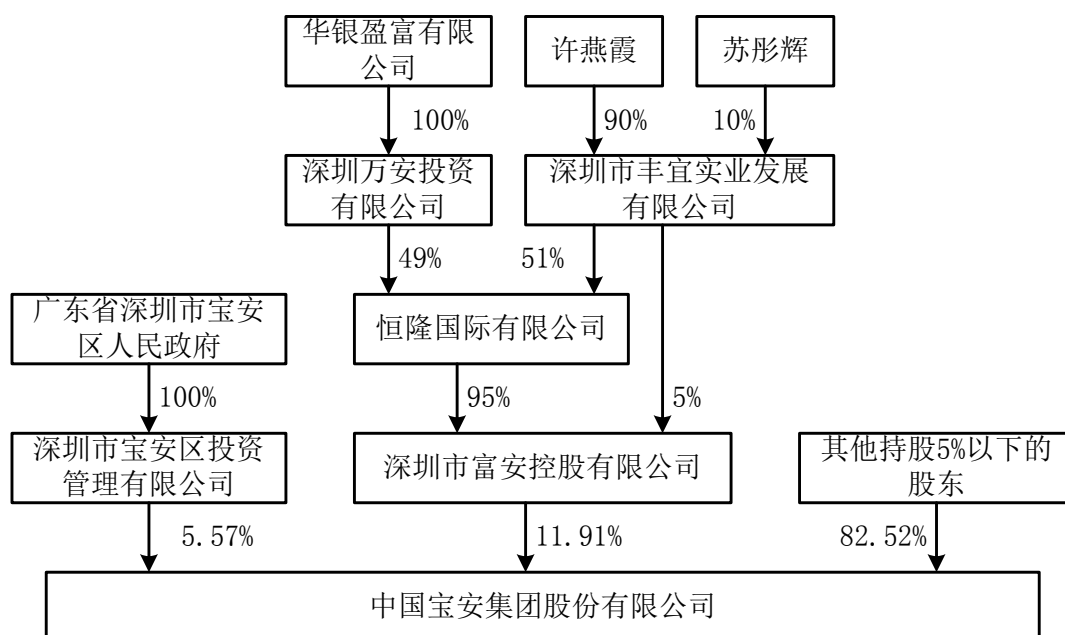 华银盈富有限
公司
许燕霞
苏彤辉
100%
90%
10%
深圳万安投资
有限公司
深圳市丰宜实业发展
有限公司
49%
51%
广东省深圳市宝安
区人民政府
恒隆国际有限公司
100%
95%
5%
深圳市宝安区投资
管理有限公司
深圳市富安控股有限公司
其他持股5%以下的
股东
5.57%
11.91%
82.52%
中国宝安集团股份有限公司